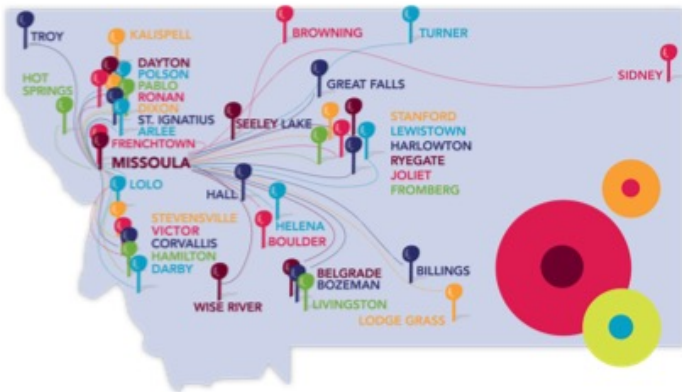 TROY
KALISPELL
BROWNING
TURNER
SIDNEY
HOT
SPRINGS
DAYTON
POLSON
PABLO
RONAN
DIXON
ST. IGNATIUS
ARLEE
FRENCHTOWN
MISSOULA
GREAT FALLS
SEELEY LAKE
STANFORD
LEWISTOWN
HARLOWTON
RYEGATE
JOLIET
FROMBERG
LOLO
HALL
STEVENSVILLE
VICTOR
CORVALLIS
HAMILTON
DARBY
HELENA
BOULDER
WISE RIVER
BELGRADE
BOZEMAN
LIVINGSTON
BILLINGS
LODGE GRASS